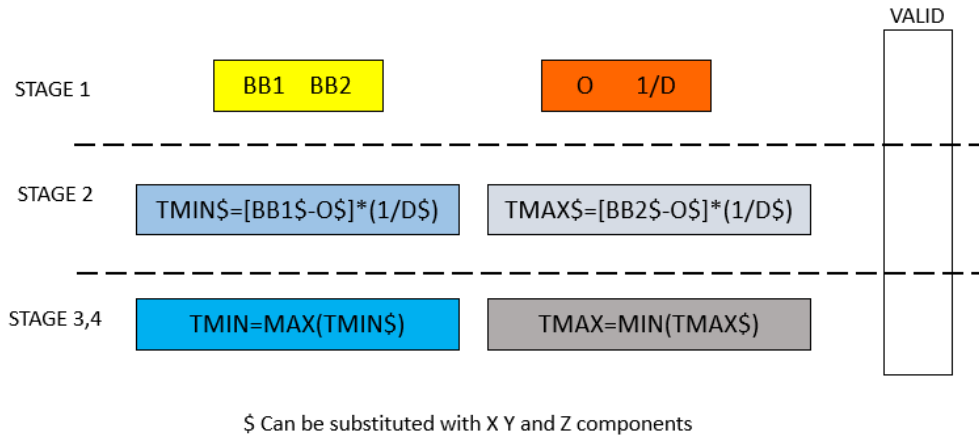 VALID
STAGE 1
BB1 BB2
O 1/D
STAGE 2
TMIN$=[BB1$-O$]*(1/D$)
TMAX$=[BB2$-O$]*(1/D$)
STAGE 3,4
TMIN=MAX(TMIN$)
TMAX=MIN(TMAX$)
$ Can be substituted with X Y and Z components